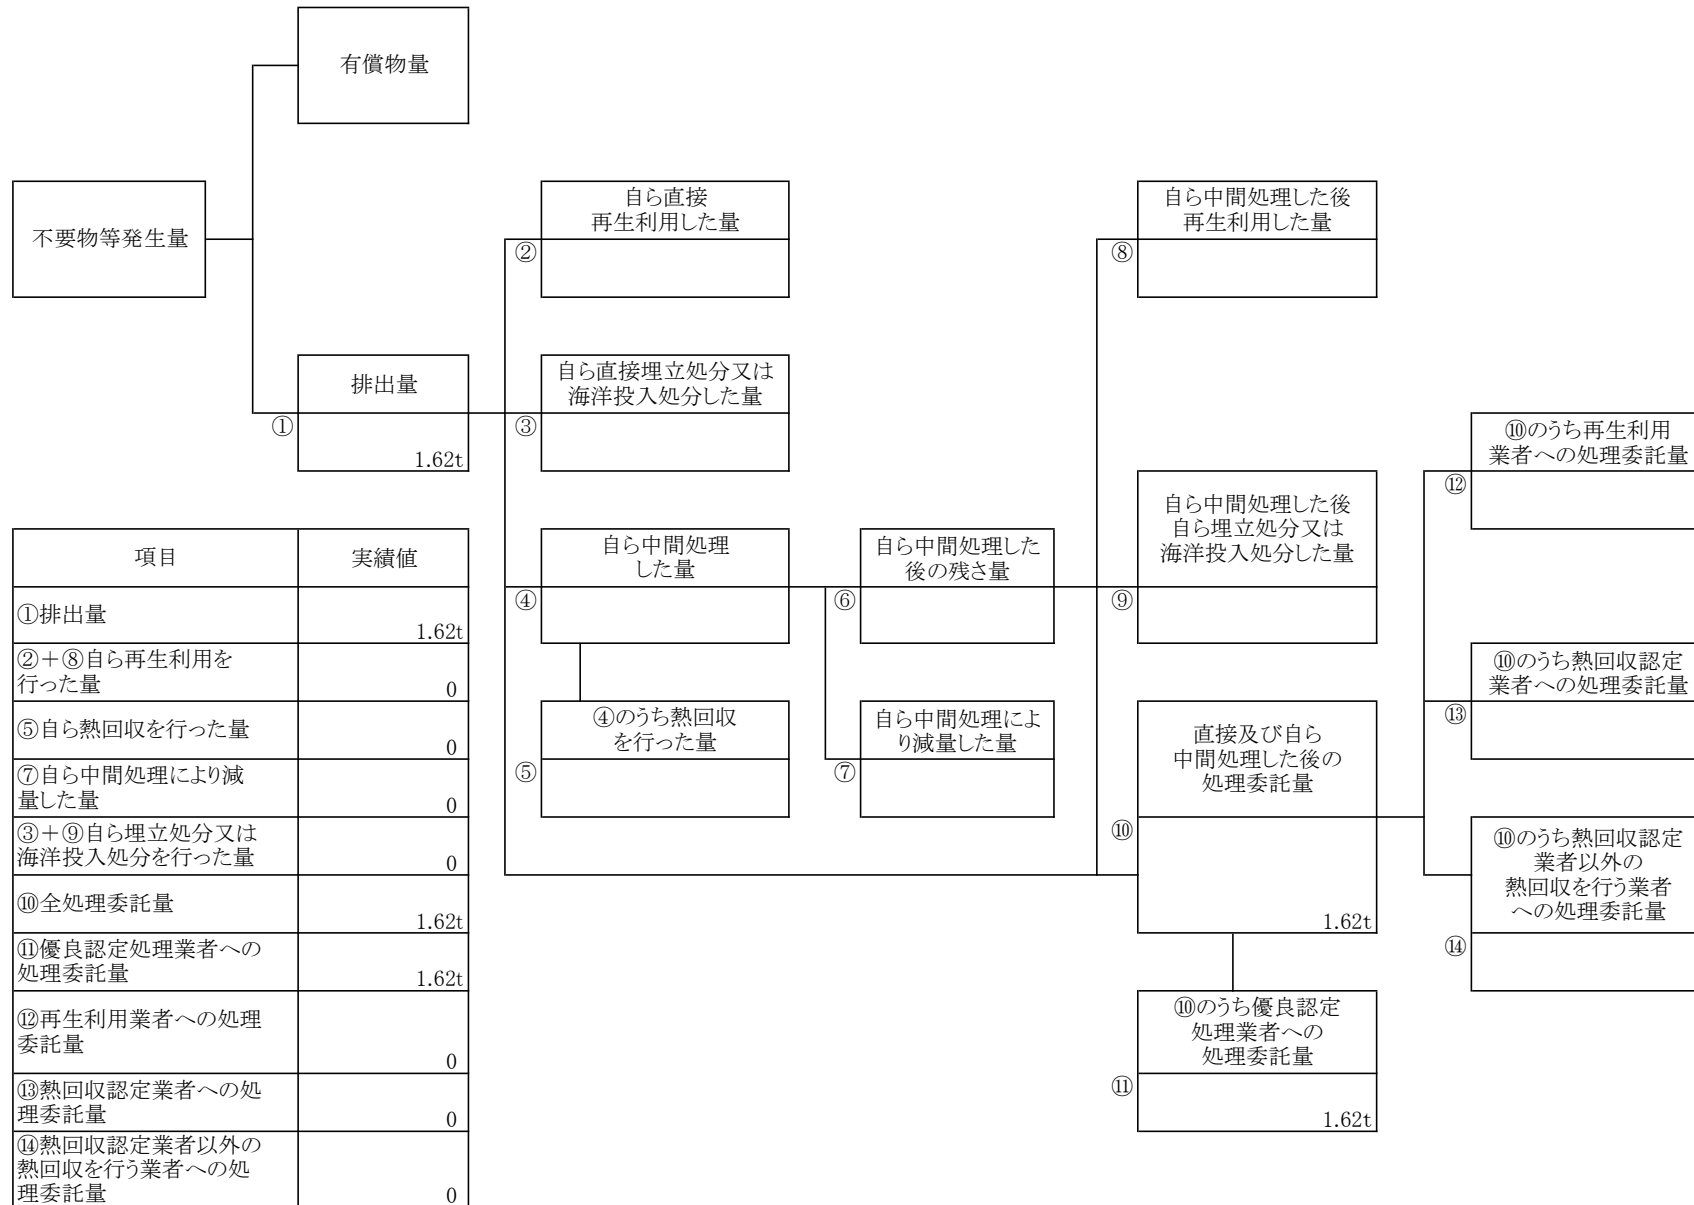 有償物量
不要物等発生量
自ら直接
再生利用した量
②
自ら中間処理した後
再生利用した量
⑧
排出量
①
1.62t
自ら直接埋立処分又は
海洋投入処分した量
③
⑩のうち再生利用
業者への処理委託量
⑫
自ら中間処理した後
自ら埋立処分又は
海洋投入処分した量
⑨
自ら中間処理
した量
④
自ら中間処理した
後の残さ量
⑥
④のうち熱回収
を行った量
⑤
自ら中間処理によ
り減量した量
⑦
直接及び自ら
中間処理した後の
処理委託量
⑩
1.62t
⑩のうち熱回収認定
業者への処理委託量
⑬
⑩のうち熱回収認定
業者以外の
熱回収を行う業者
への処理委託量
⑭
⑩のうち優良認定
処理業者への
処理委託量
⑪
1.62t
項目 実績値
①排出量
1.62t
②＋⑧自ら再生利用を
行った量
0
⑤自ら熱回収を行った量
0
⑦自ら中間処理により減
量した量
0
③＋⑨自ら埋立処分又は
海洋投入処分を行った量
0
⑩全処理委託量
1.62t
⑪優良認定処理業者への
処理委託量
1.62t
⑫再生利用業者への処理
委託量
0
⑬熱回収認定業者への処
理委託量
0
⑭熱回収認定業者以外の
熱回収を行う業者への処
理委託量
0